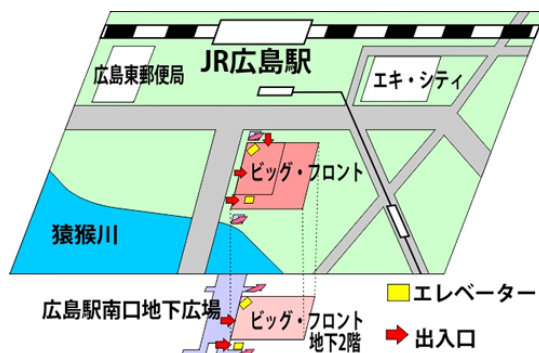 JR広島駅
広島東郵便局
エキ・シティ
ビッグ・フロント
猿猴川
広島駅南口地下広場
ビッグ・フロント
地下2階
エレベーター
出入口